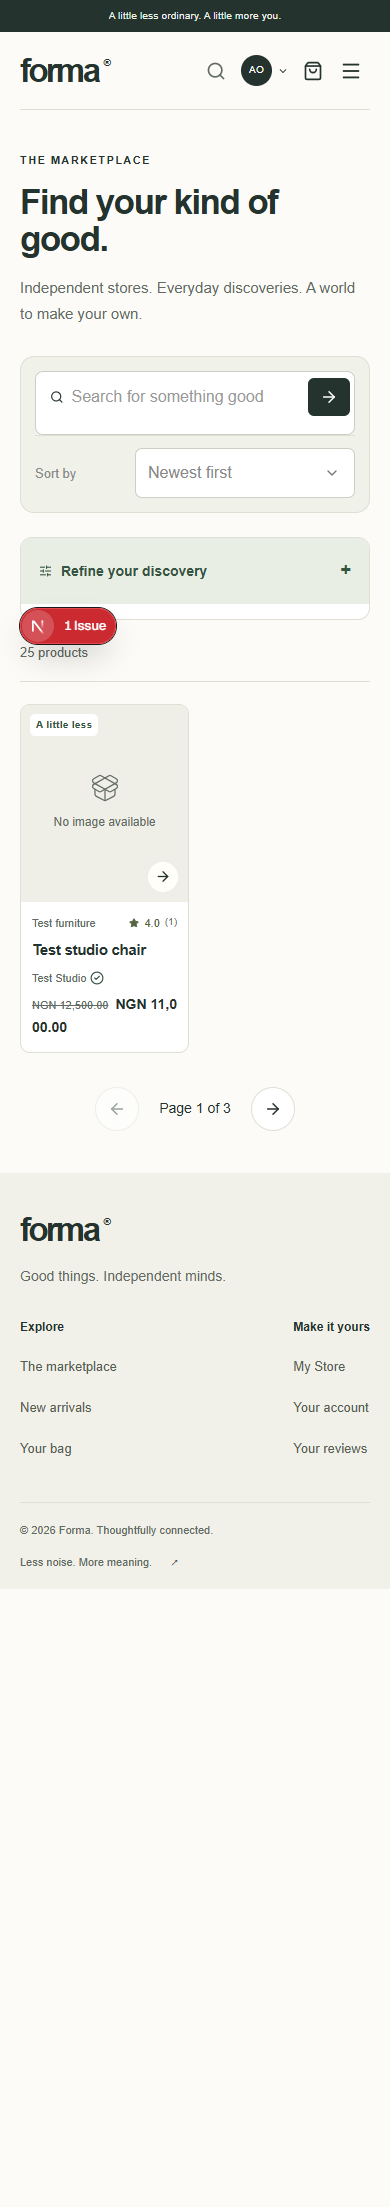 A little less ordinary. A little more you.
forma®
AO
THE MARKETPLACE
Find your kind of
good.
Independent stores. Everyday discoveries. A world
to make your own.
Search for something good
Sort by
Newest first
Refine your discovery
+
N
1 Issue
25 products
A little less
No image available
Test furniture
4.0 (1)
Test studio chair
Test Studio
NGN 12,500.00 NGN 11,0
00.00
Page 1 of 3
forma®
Good things. Independent minds.
Explore
Make it yours
The marketplace
My Store
New arrivals
Your account
Your bag
Your reviews
© 2026 Forma. Thoughtfully connected.
Less noise. More meaning. ↗